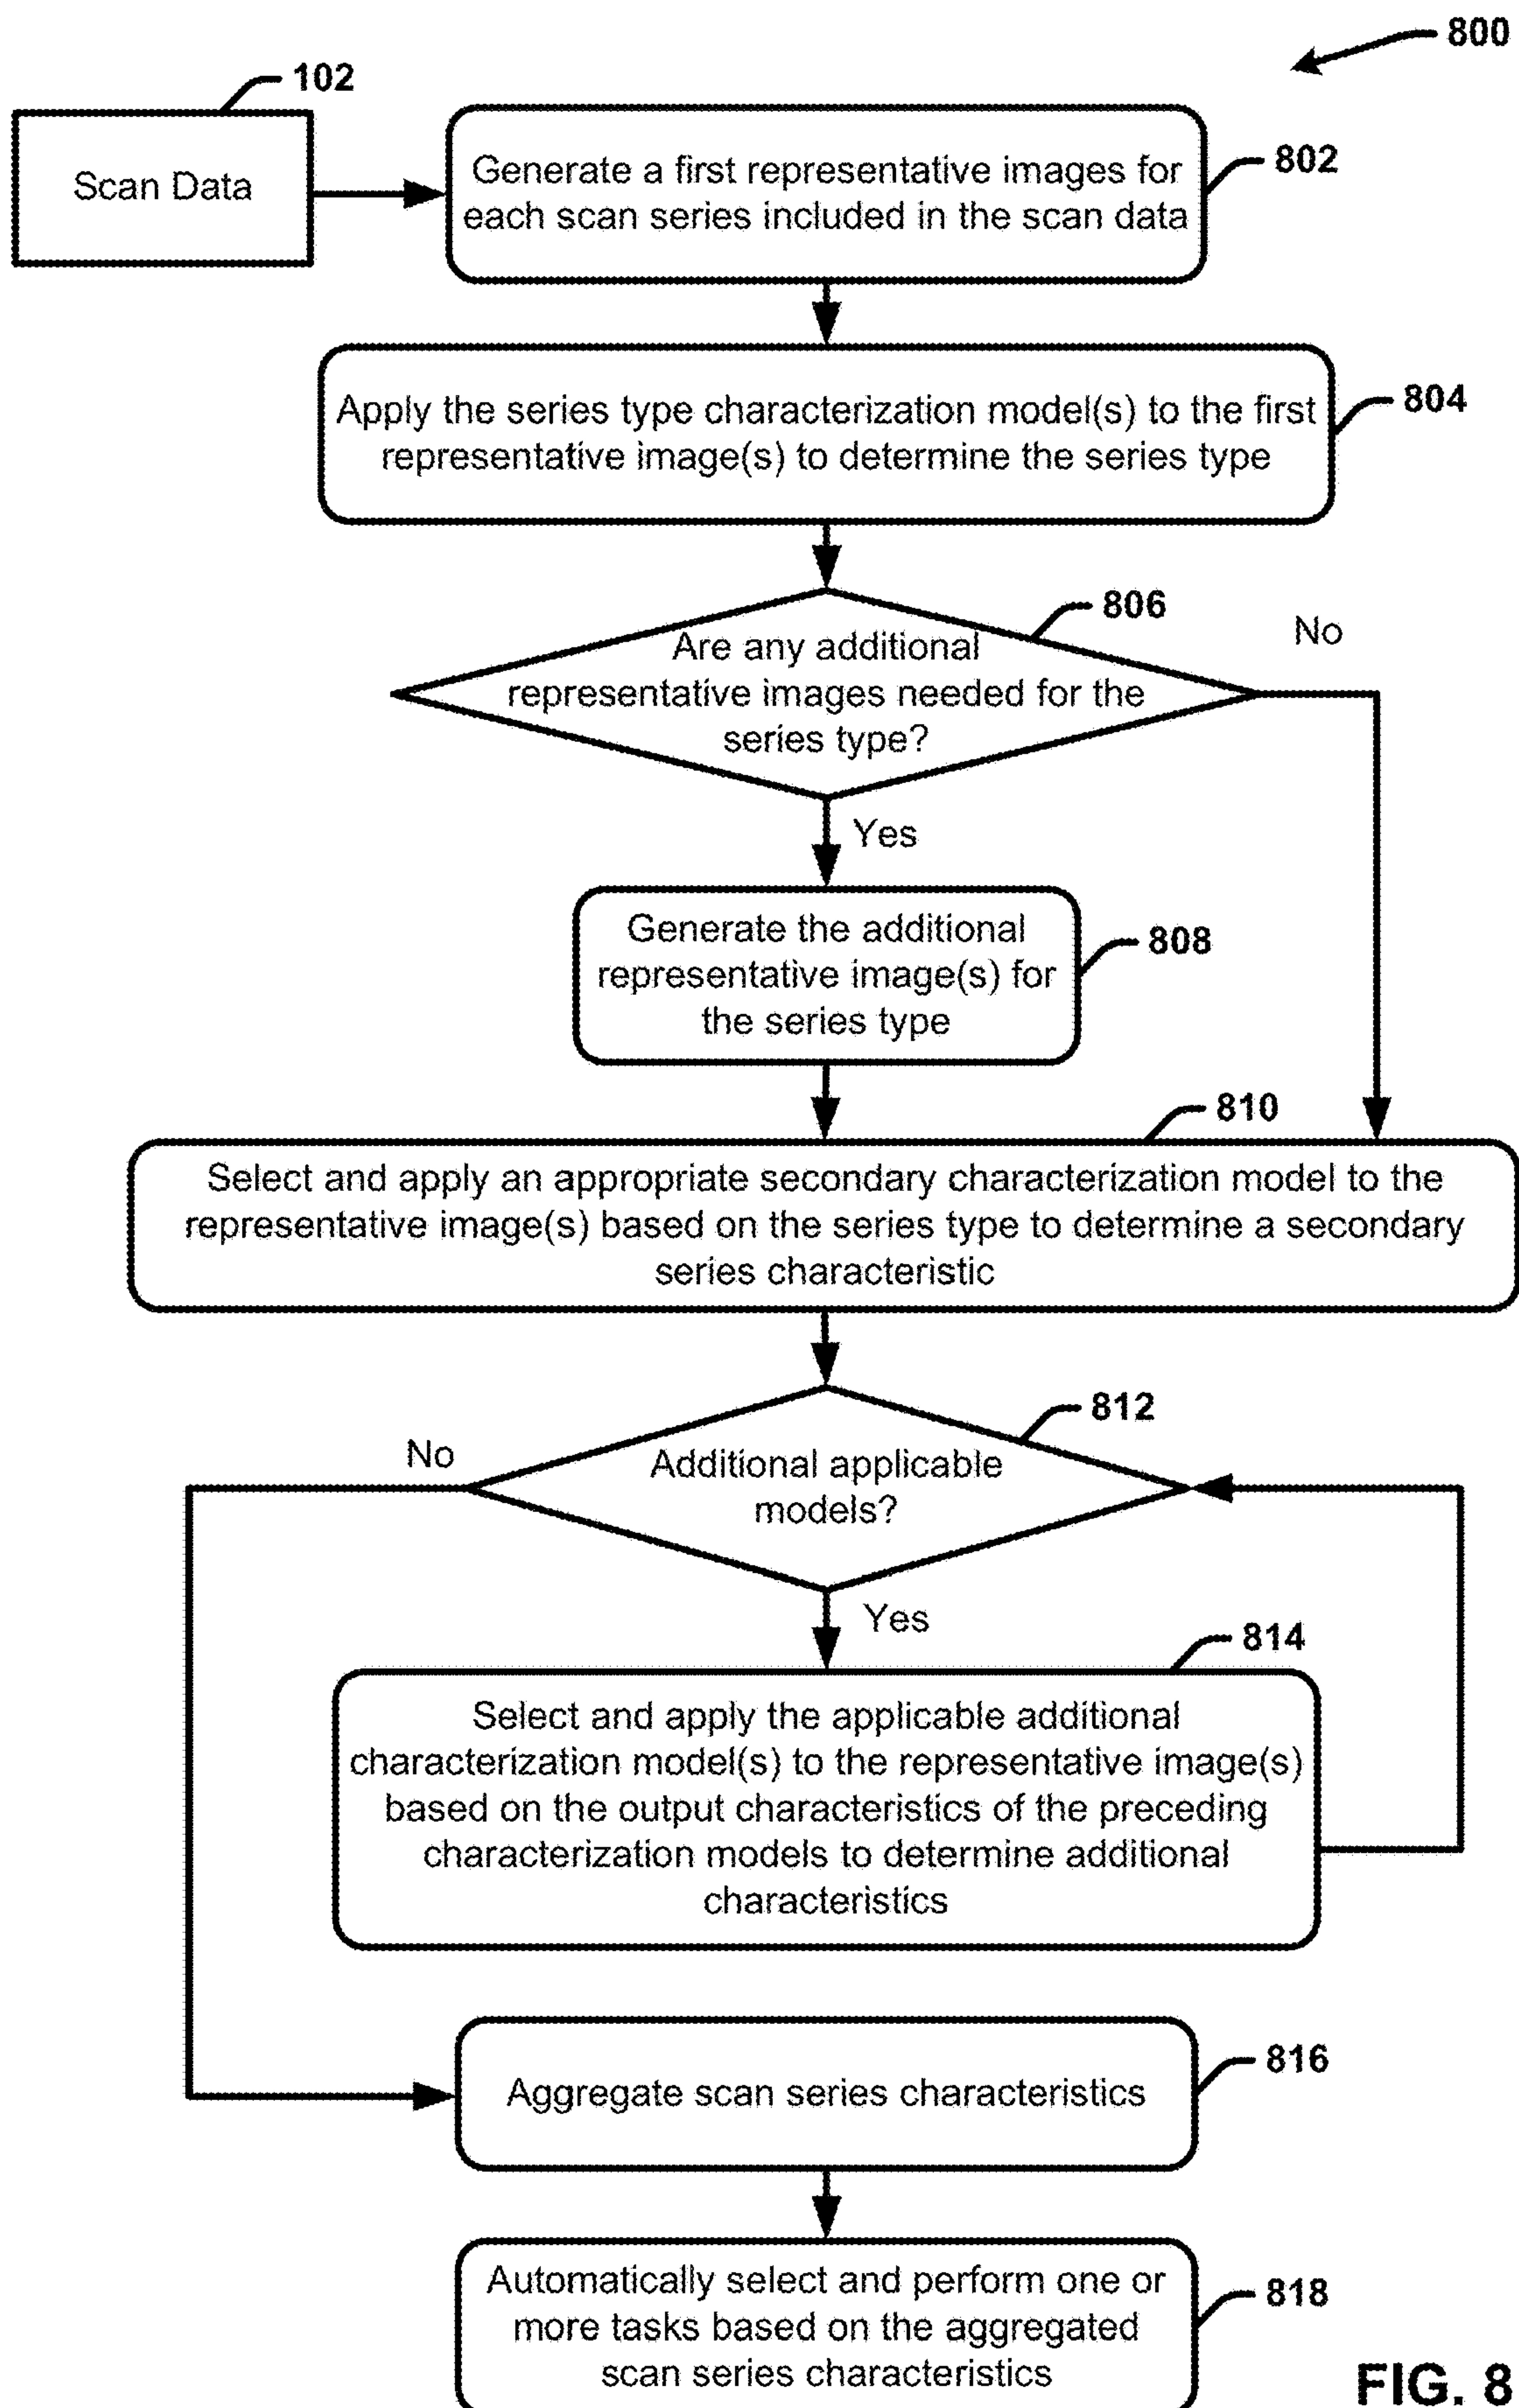 800
102
Scan Data
Generate a first representative images for
each scan series included in the scan data
802
Apply the series type characterization model(s) to the first
representative image(s) to determine the series type
804
806
No
Are any additional
representative images needed for the
series type?
Yes
Generate the additional
representative image(s) for
the series type
808
810
Select and apply an appropriate secondary characterization model to the
representative image(s) based on the series type to determine a secondary
series characteristic
812
No
Additional applicable
models?
Yes
814
Select and apply the applicable additional
characterization model(s) to the representative image(s)
based on the output characteristics of the preceding
characterization models to determine additional
characteristics
816
Aggregate scan series characteristics
Automatically select and perform one or
more tasks based on the aggregated
scan series characteristics
818
FIG. 8